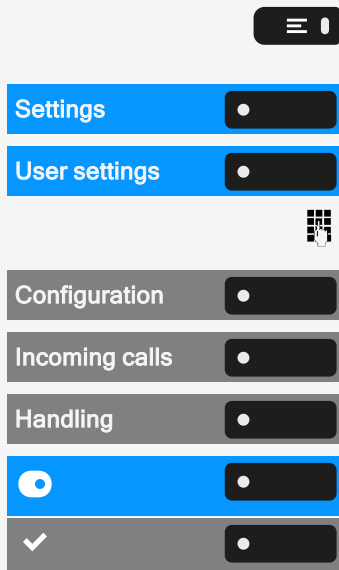 Settings
User settings
Configuration
Incoming calls
Handling